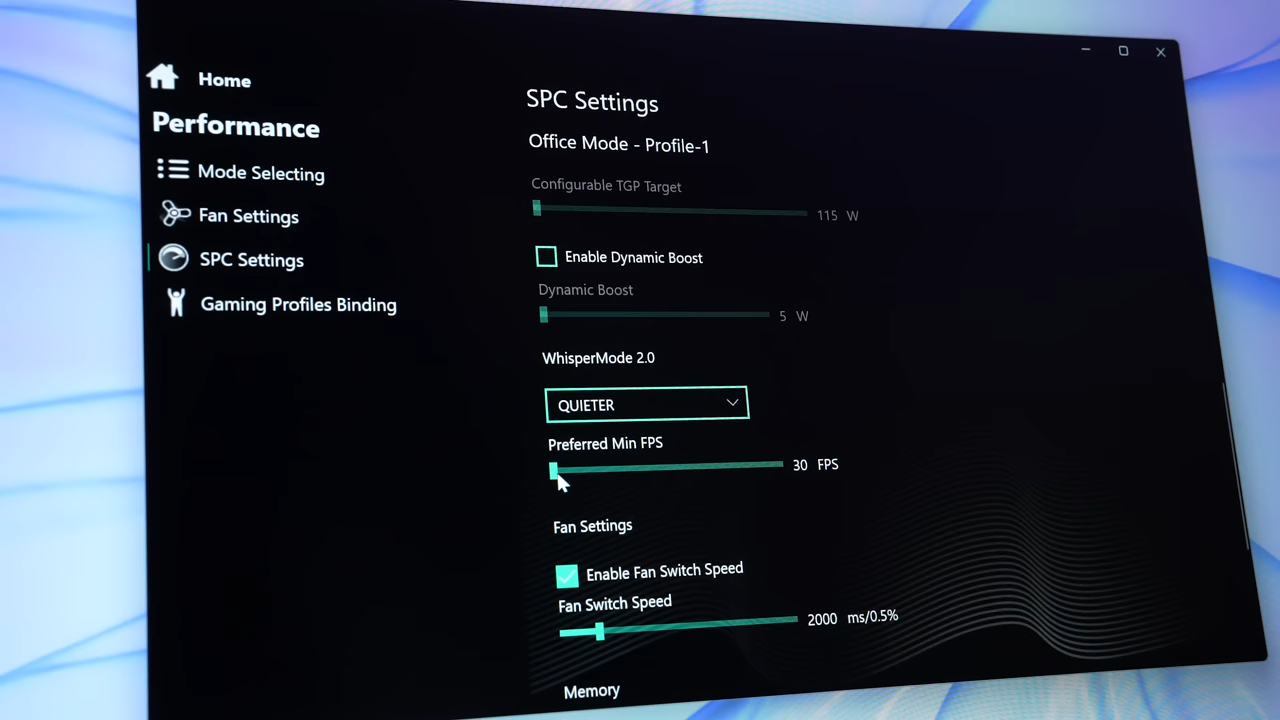 Home
Performance
Mode Selecting
Fan Settings
SPC Settings
Gaming Profiles Binding
SPC Settings
Office Mode - Profile-1
Configurable TGP Target
115 W
Enable Dynamic Boost
Dynamic Boost
5 W
WhisperMode 2.0
QUIETER
Preferred Min FPS
30 FPS
Fan Settings
Enable Fan Switch Speed
Fan Switch Speed
2000 ms/0.5%
Memory